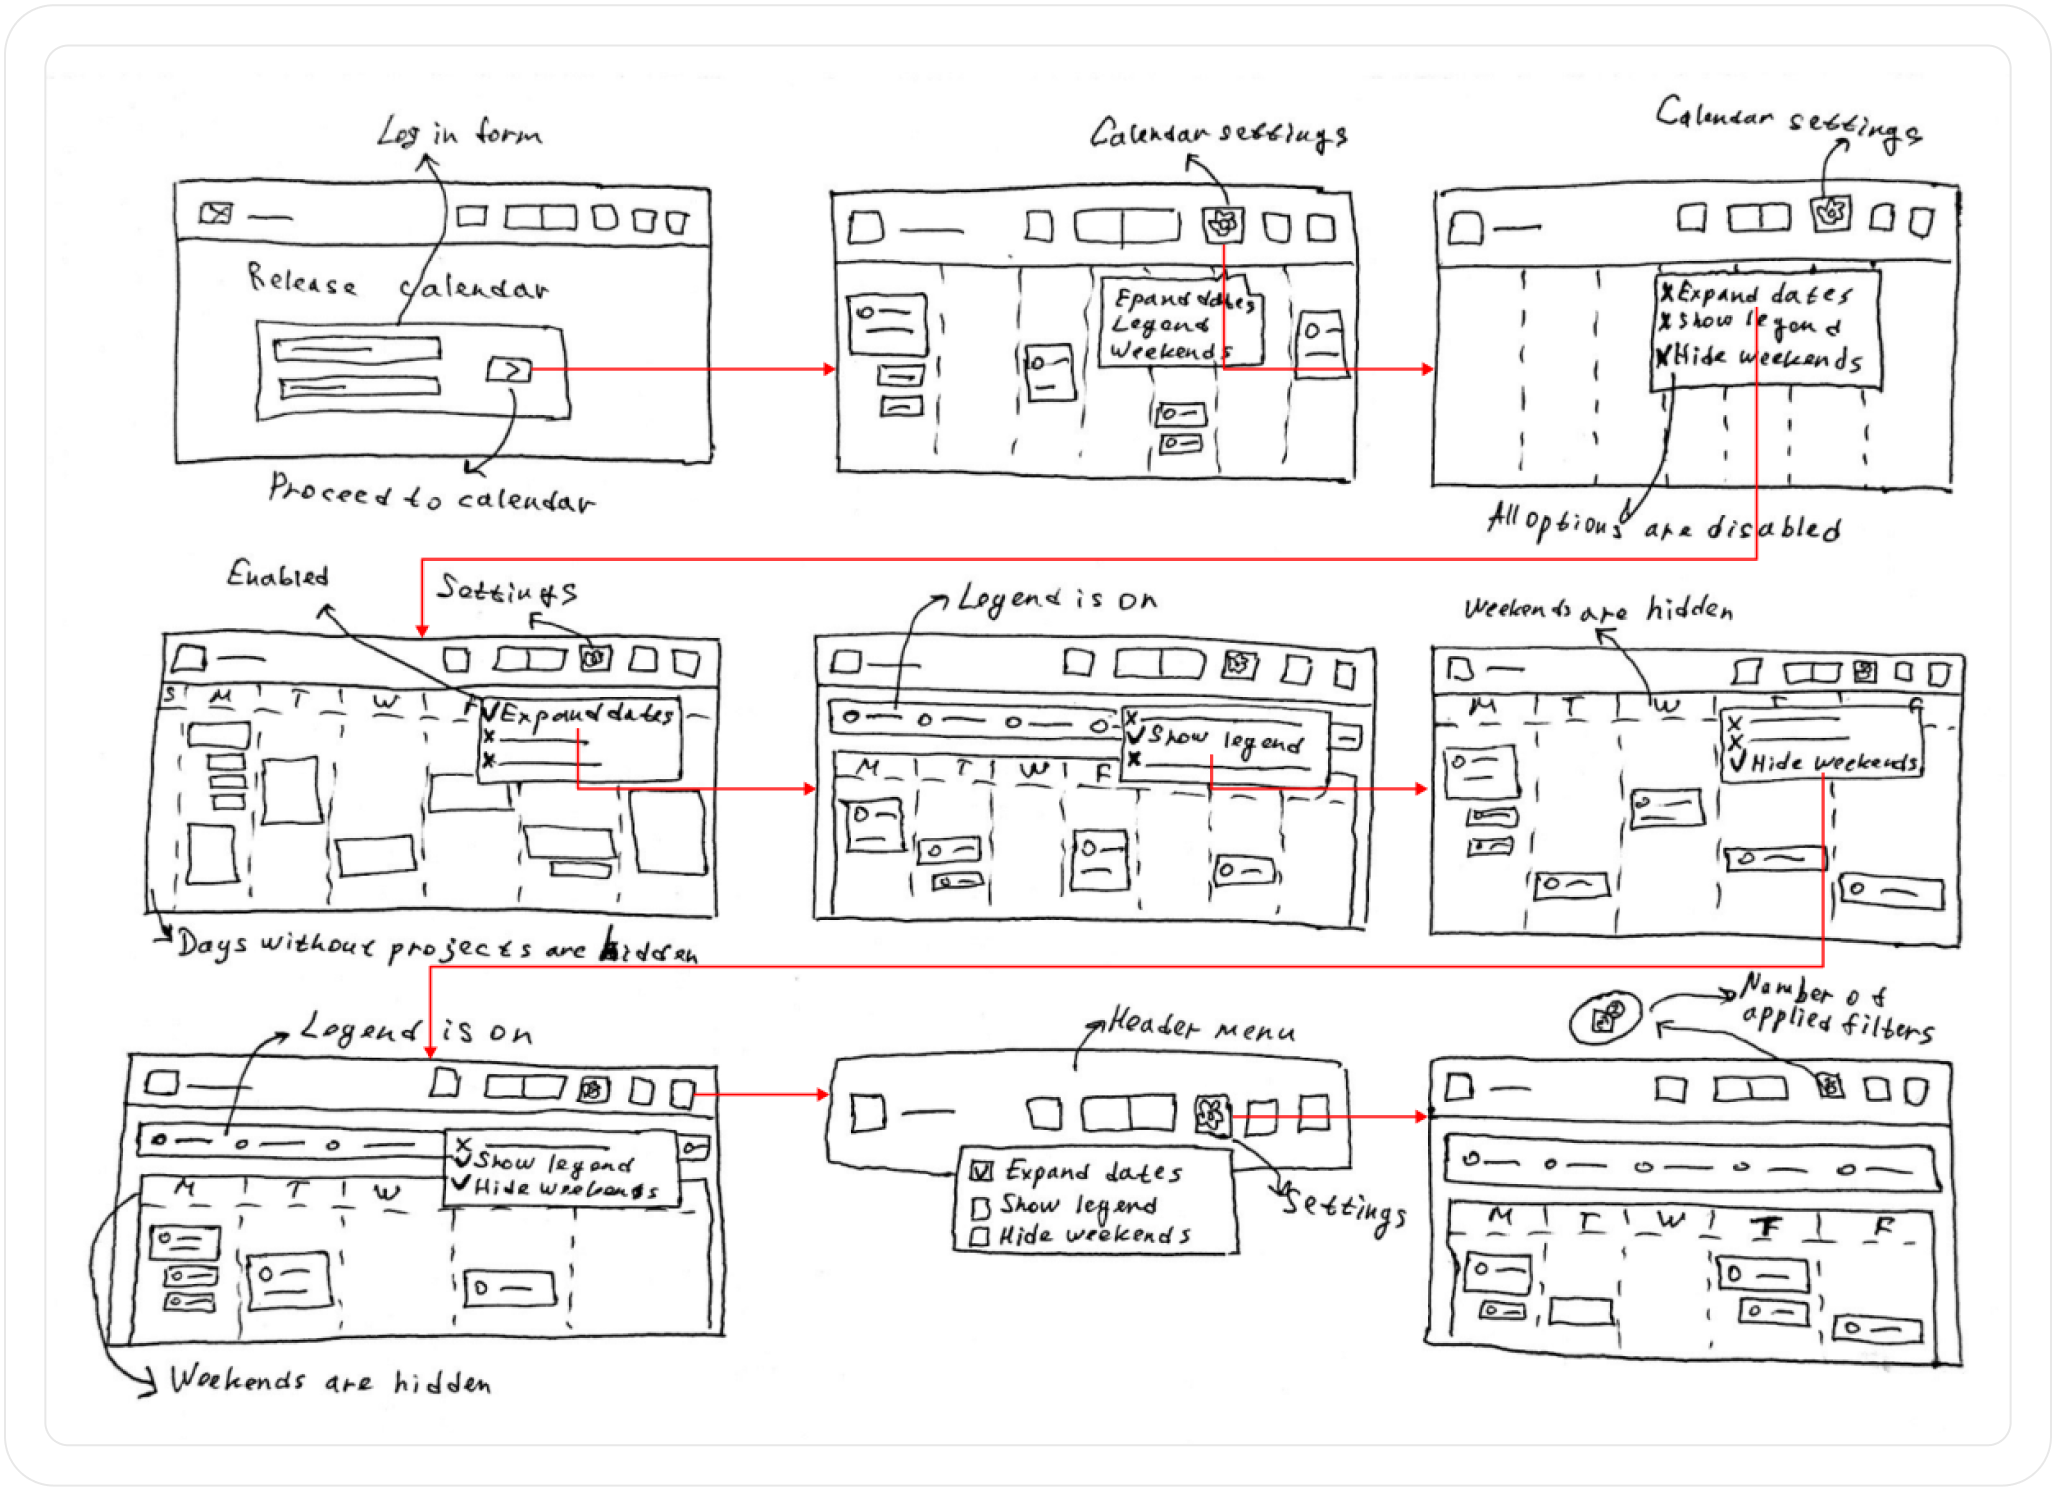 Log in form
Release calendar
Proceed to calendar
Calendar settings
Epand dates
Legend
Weekends
Calendar settings
x Expand dates
x Show legend
x Hide weekends
All options are disabled
Enabled
Settings
S M T W F
✓ Expand dates
x
x
Days without projects are hidden
Legend is on
x
✓ Show legend
x
M T W F
Weekends are hidden
M T W F F
x
x
✓ Hide weekends
Legend is on
x
✓ Show legend
✓ Hide weekends
M T W
Weekends are hidden
Header menu
Expand dates
Show legend
Hide weekends
Settings
Number of
applied filters
M T W F F